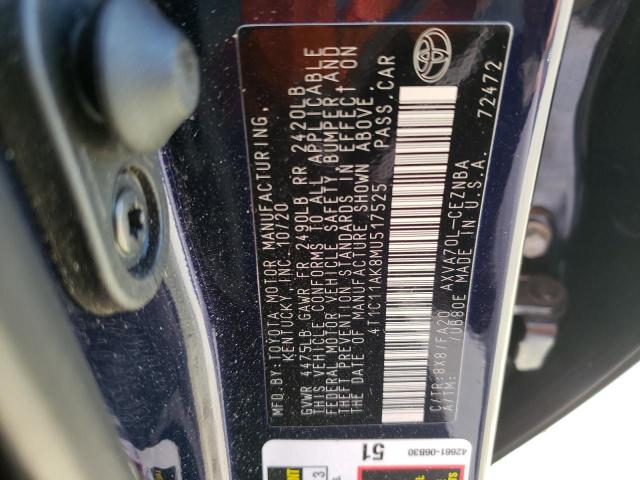 MFD.BY:TOYOTA MOTOR MANUFACTURING,
KENTUCKY, INC. 10/20
GVWR 4475LB GAWR FR 2490LB RR 2420LB
THIS VEHICLE CONFORMS TO ALL APPLICABLE
FEDERAL MOTOR VEHICLE SAFETY BUMPER AND
THEFT PREVENTION STANDARDS IN EFFECT ON
THE DATE OF MANUFACTURE SHOWN ABOVE.
4T1C11AK8MU517525 PASS. CAR
C/TR:8X8/FA20 AXVA70L-CEZNBA
A/TM: /U680E MADE IN U.S.A.
72472
42661-06B30
51
3